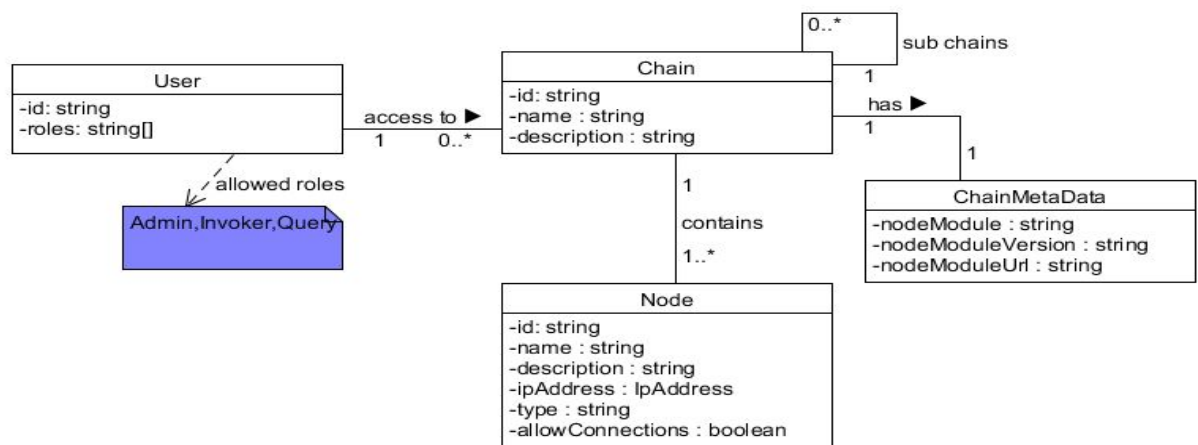 User
-id: string
-roles: string[]
access to ►
1
0..*
allowed roles
Admin,Invoker,Query
Chain
-id: string
-name : string
-description : string
0..*
sub chains
1
has ►
1
1
ChainMetaData
-nodeModule : string
-nodeModuleVersion : string
-nodeModuleUrl : string
1
contains
1..*
Node
-id: string
-name : string
-description : string
-ipAddress : IpAddress
-type : string
-allowConnections : boolean